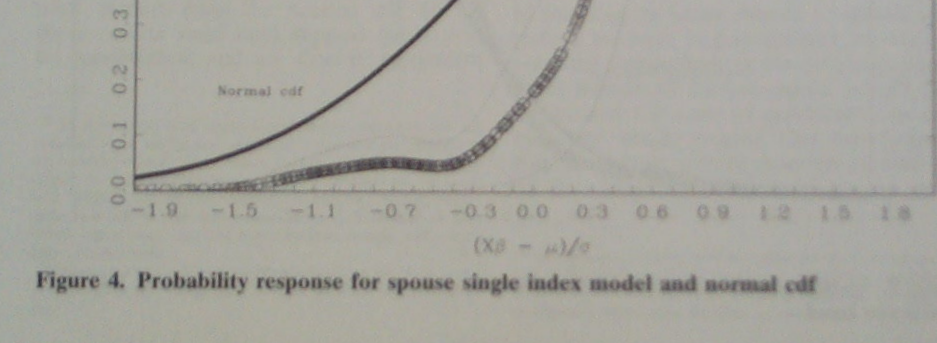 0.3
0.2
0.1
0.0
Normal cdf
-1.9 -1.5 -1.1 -0.7 -0.3 0.0 0.3 0.6 0.9 1.2 1.5 1.8
(Xβ - μ)/σ
Figure 4. Probability response for spouse single index model and normal cdf